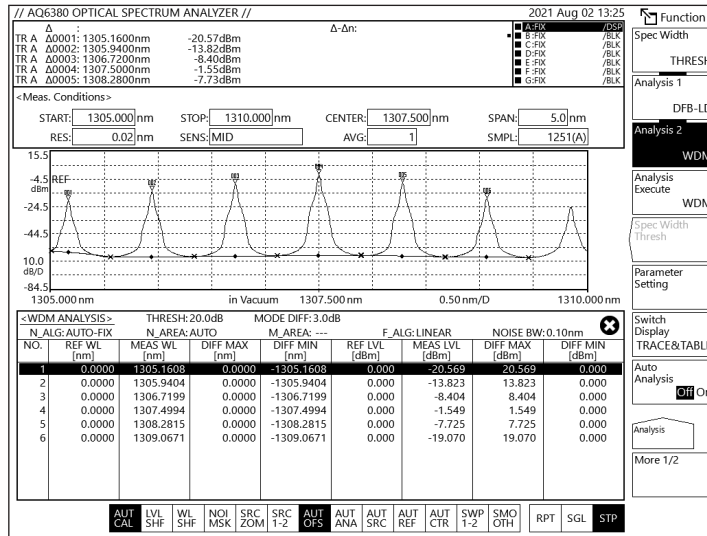 // AQ6380 OPTICAL SPECTRUM ANALYZER //
2021 Aug 02 13:25
Δ :
Δ-Δn:
TR A Δ0001: 1305.1600nm -20.57dBm
TR A Δ0002: 1305.9400nm -13.82dBm
TR A Δ0003: 1306.7200nm -8.40dBm
TR A Δ0004: 1307.5000nm -1.55dBm
TR A Δ0005: 1308.2800nm -7.73dBm
A:FIX /DSP
B:FIX /BLK
C:FIX /BLK
D:FIX /BLK
E:FIX /BLK
F:FIX /BLK
G:FIX /BLK
<Meas. Conditions>
START: 1305.000 nm STOP: 1310.000 nm CENTER: 1307.500 nm SPAN: 5.0 nm
RES: 0.02 nm SENS: MID AVG: 1 SMPL: 1251(A)
15.5
-4.5 REF
dBm
-24.5
-44.5
10.0
dB/D
-84.5
001
002
003
004
005
006
1305.000 nm in Vacuum 1307.500 nm 0.50 nm/D 1310.000 nm
<WDM ANALYSIS> THRESH: 20.0dB MODE DIFF: 3.0dB
N_ALG: AUTO-FIX N_AREA: AUTO M_AREA: --- F_ALG: LINEAR NOISE BW: 0.10nm
NO. REF WL MEAS WL DIFF MAX DIFF MIN REF LVL MEAS LVL DIFF MAX DIFF MIN
[nm] [nm] [nm] [nm] [dBm] [dBm] [dBm] [dBm]
1 0.0000 1305.1608 0.0000 -1305.1608 0.000 -20.569 20.569 0.000
2 0.0000 1305.9404 0.0000 -1305.9404 0.000 -13.823 13.823 0.000
3 0.0000 1306.7199 0.0000 -1306.7199 0.000 -8.404 8.404 0.000
4 0.0000 1307.4994 0.0000 -1307.4994 0.000 -1.549 1.549 0.000
5 0.0000 1308.2815 0.0000 -1308.2815 0.000 -7.725 7.725 0.000
6 0.0000 1309.0671 0.0000 -1309.0671 0.000 -19.070 19.070 0.000
AUT LVL WL NOI SRC SRC AUT AUT AUT AUT AUT SWP SMO RPT SGL STP
CAL SHF SHF MSK ZOM 1-2 OFS ANA SRC REF CTR 1-2 OTH
Function
Spec Width
THRESH
Analysis 1
DFB-LD
Analysis 2
WDM
Analysis
Execute
WDM
Spec Width
Thresh
Parameter
Setting
Switch
Display
TRACE&TABLE
Auto
Analysis
Off On
Analysis
More 1/2